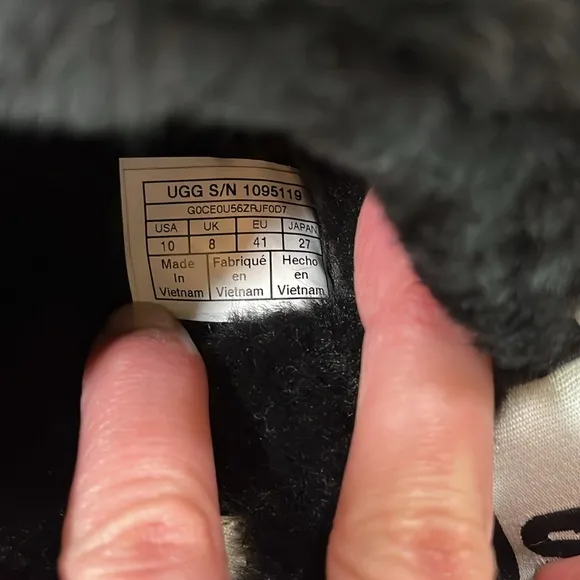 UGG S/N 1095119
G0CE0U56ZRJF0D7
USA UK EU JAPAN
10 8 41 27
Made Fabriqué Hecho
In en en
Vietnam Vietnam Vietnam